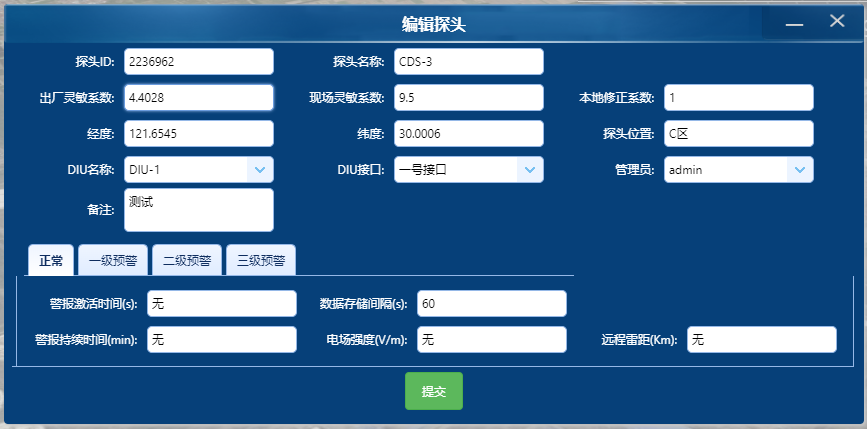 编辑探头
探头ID: 2236962 探头名称: CDS-3
出厂灵敏系数: 4.4028 现场灵敏系数: 9.5 本地修正系数: 1
经度: 121.6545 纬度: 30.0006 探头位置: C区
DIU名称: DIU-1 DIU接口: 一号接口 管理员: admin
备注: 测试
正常 一级预警 二级预警 三级预警
警报激活时间(s): 无 数据存储间隔(s): 60
警报持续时间(min): 无 电场强度(V/m): 无 远程雷距(Km): 无
提交